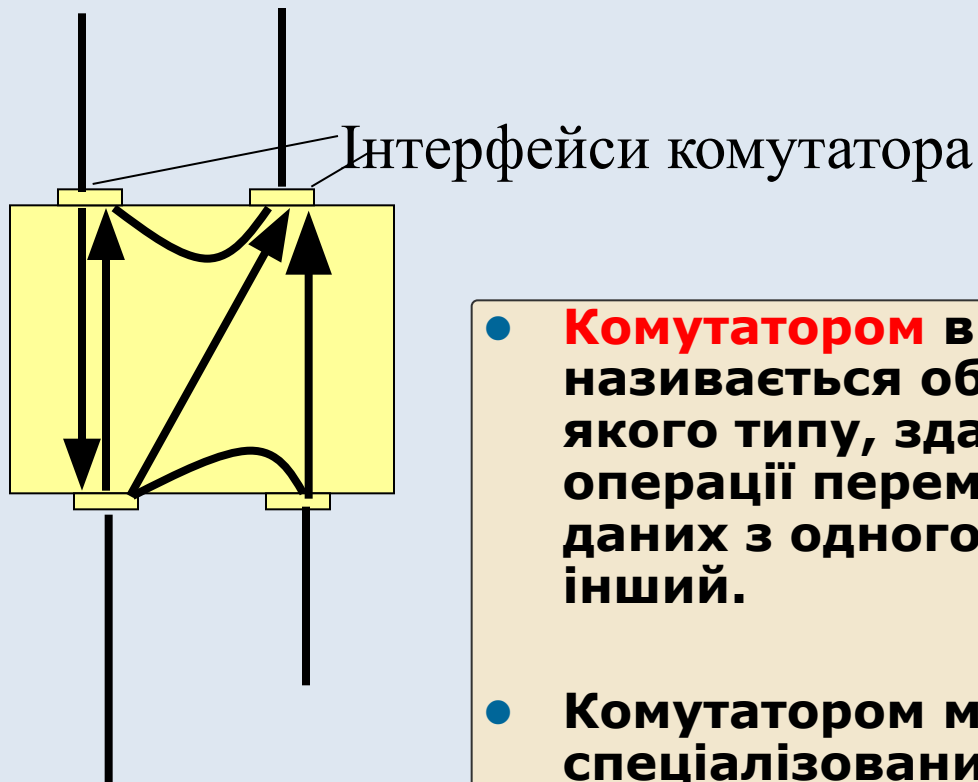 Інтерфейси комутатора
Комутатором в
називається об
якого типу, зда
операції перем
даних з одного
інший.
Комутатором м
спеціалізовани